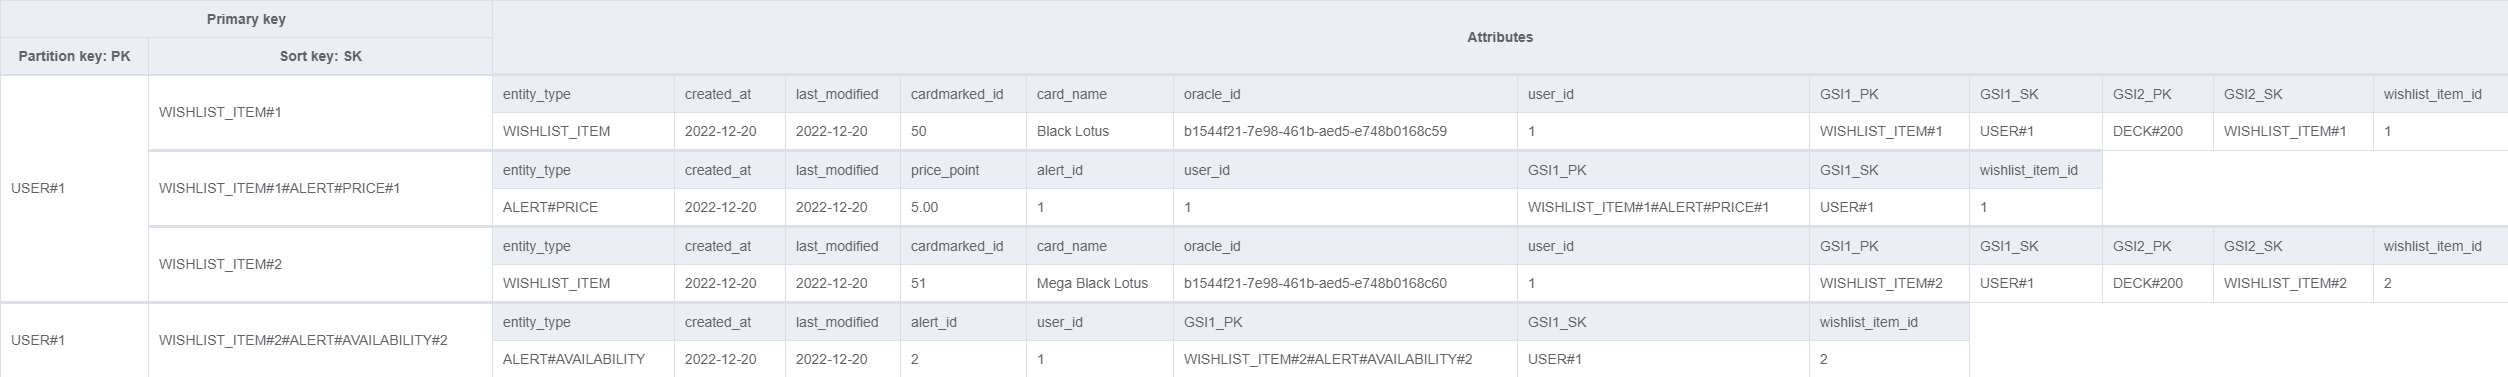 Primary key
Attributes
Partition key: PK Sort key: SK
entity_type created_at last_modified cardmarked_id card_name oracle_id user_id GSI1_PK GSI1_SK GSI2_PK GSI2_SK wishlist_item_id
WISHLIST_ITEM#1
WISHLIST_ITEM 2022-12-20 2022-12-20 50 Black Lotus b1544f21-7e98-461b-aed5-e748b0168c59 1 WISHLIST_ITEM#1 USER#1 DECK#200 WISHLIST_ITEM#1 1
entity_type created_at last_modified price_point alert_id user_id GSI1_PK GSI1_SK wishlist_item_id
USER#1 WISHLIST_ITEM#1#ALERT#PRICE#1
ALERT#PRICE 2022-12-20 2022-12-20 5.00 1 1 WISHLIST_ITEM#1#ALERT#PRICE#1 USER#1 1
entity_type created_at last_modified cardmarked_id card_name oracle_id user_id GSI1_PK GSI1_SK GSI2_PK GSI2_SK wishlist_item_id
WISHLIST_ITEM#2
WISHLIST_ITEM 2022-12-20 2022-12-20 51 Mega Black Lotus b1544f21-7e98-461b-aed5-e748b0168c60 1 WISHLIST_ITEM#2 USER#1 DECK#200 WISHLIST_ITEM#2 2
entity_type created_at last_modified alert_id user_id GSI1_PK GSI1_SK wishlist_item_id
USER#1 WISHLIST_ITEM#2#ALERT#AVAILABILITY#2
ALERT#AVAILABILITY 2022-12-20 2022-12-20 2 1 WISHLIST_ITEM#2#ALERT#AVAILABILITY#2 USER#1 2